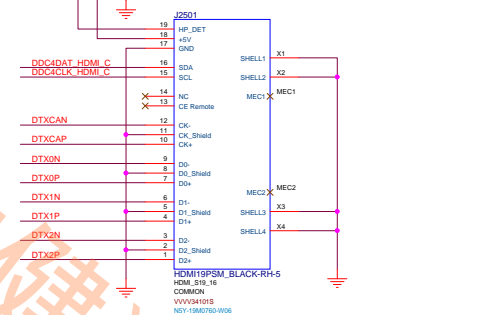 J2501
19 HP_DET
18 +5V
17 GND
SHELL1 X1
DDC4DAT_HDMI_C 16 SDA
DDC4CLK_HDMI_C 15 SCL
SHELL2 X2
14 NC
MEC1 MEC1
13 CE Remote
DTXCAN 12 CK-
11 CK_Shield
DTXCAP 10 CK+
DTX0N 9 D0-
8 D0_Shield
DTX0P 7 D0+
MEC2 MEC2
DTX1N 6 D1-
5 D1_Shield
SHELL3 X3
DTX1P 4 D1+
SHELL4 X4
DTX2N 3 D2-
2 D2_Shield
DTX2P 1 D2+
HDMI19PSM_BLACK-RH-5
HDMI_S19_16
COMMON
VVVV34101S
N5Y-19M0760-W06